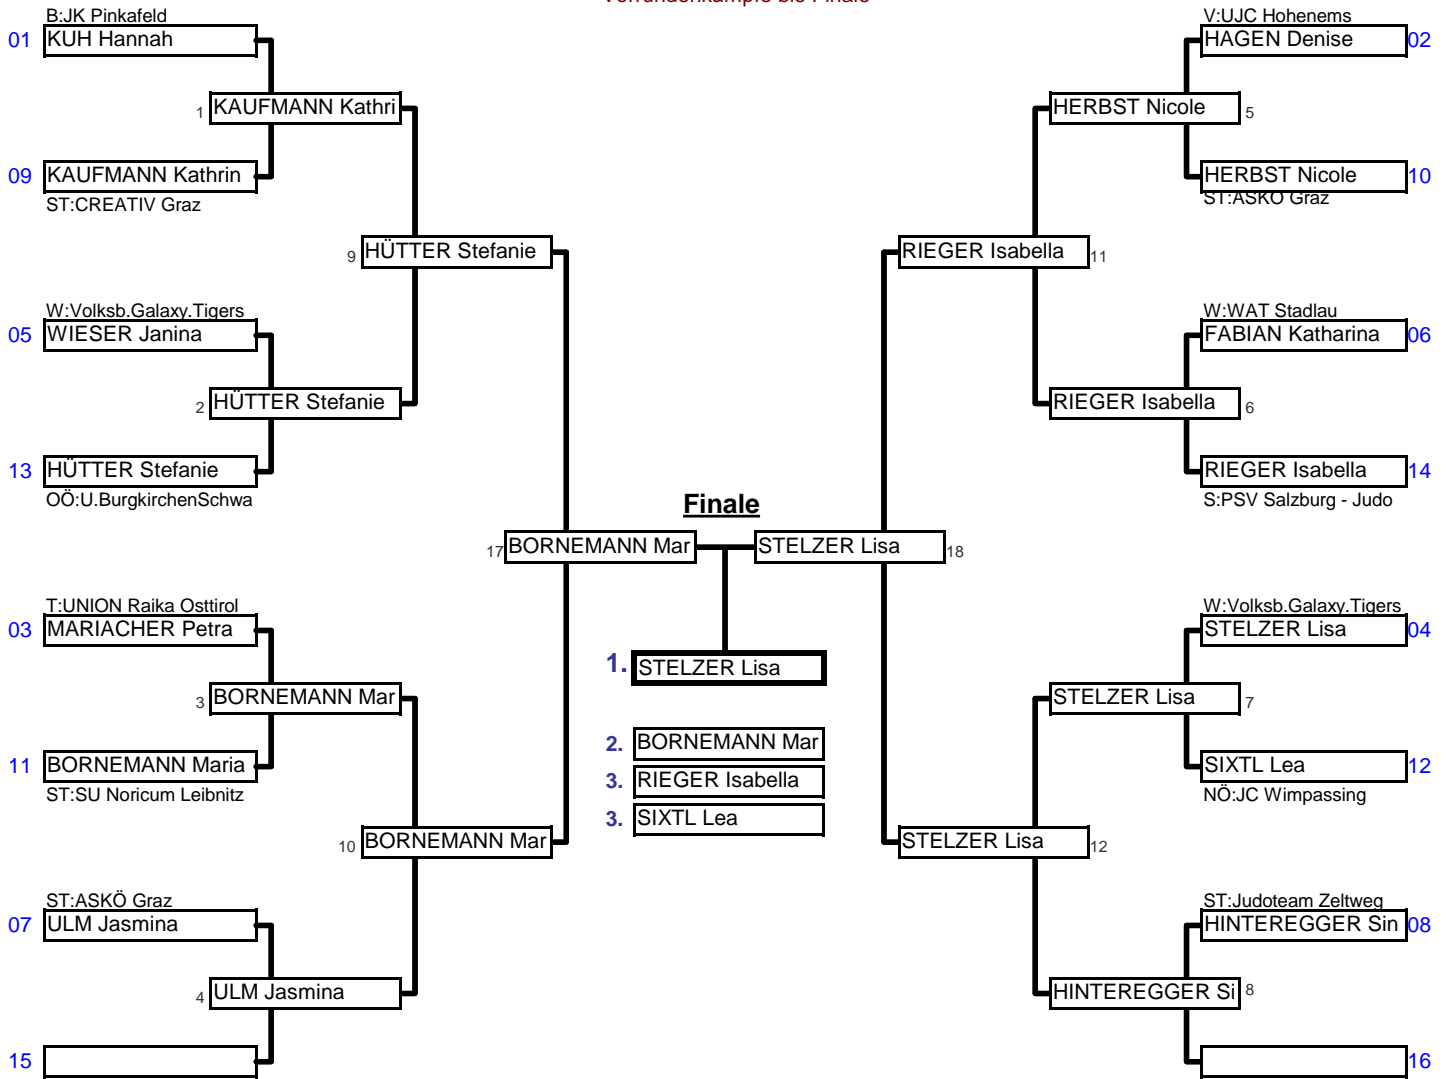 Vorrundenkämpfe bis Finale
B:JK Pinkafeld
01 KUH Hannah
1 KAUFMANN Kathri
09 KAUFMANN Kathrin
ST:CREATIV Graz
9 HÜTTER Stefanie
W:Volksb.Galaxy.Tigers
05 WIESER Janina
2 HÜTTER Stefanie
13 HÜTTER Stefanie
OÖ:U.BurgkirchenSchwa
17 BORNEMANN Mar
T:UNION Raika Osttirol
03 MARIACHER Petra
3 BORNEMANN Mar
11 BORNEMANN Maria
ST:SU Noricum Leibnitz
10 BORNEMANN Mar
ST:ASKÖ Graz
07 ULM Jasmina
4 ULM Jasmina
15
Finale
1. STELZER Lisa
2. BORNEMANN Mar
3. RIEGER Isabella
3. SIXTL Lea
V:UJC Hohenems
HAGEN Denise 02
HERBST Nicole 5
HERBST Nicole 10
ST:ASKÖ Graz
RIEGER Isabella 11
W:WAT Stadlau
FABIAN Katharina 06
RIEGER Isabella 6
RIEGER Isabella 14
S:PSV Salzburg - Judo
STELZER Lisa 18
W:Volksb.Galaxy.Tigers
STELZER Lisa 04
STELZER Lisa 7
SIXTL Lea 12
NÖ:JC Wimpassing
STELZER Lisa 12
ST:Judoteam Zeltweg
HINTEREGGER Sin 08
HINTEREGGER Si 8
16